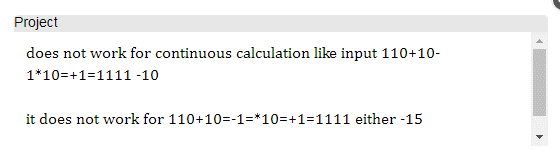 Project
does not work for continuous calculation like input 110+10-
1*10=+1=1111 -10
it does not work for 110+10=-1=*10=+1=1111 either -15